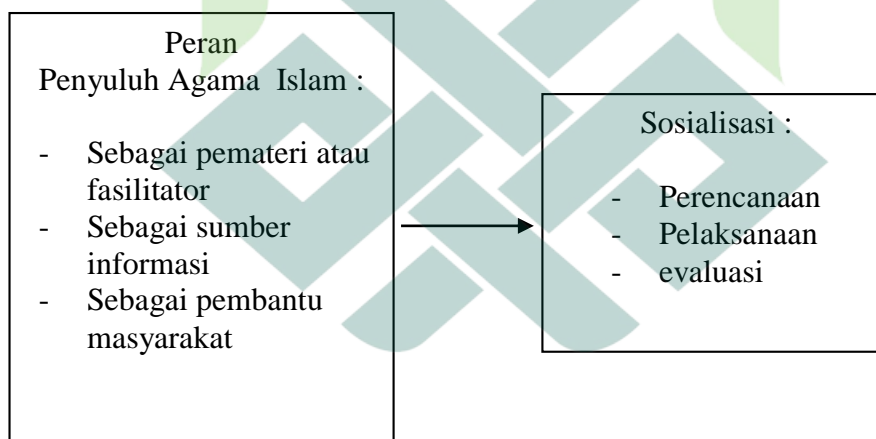 Peran
Penyuluh Agama Islam :
- Sebagai pemateri atau
fasilitator
- Sebagai sumber
informasi
- Sebagai pembantu
masyarakat
Sosialisasi :
- Perencanaan
- Pelaksanaan
- evaluasi